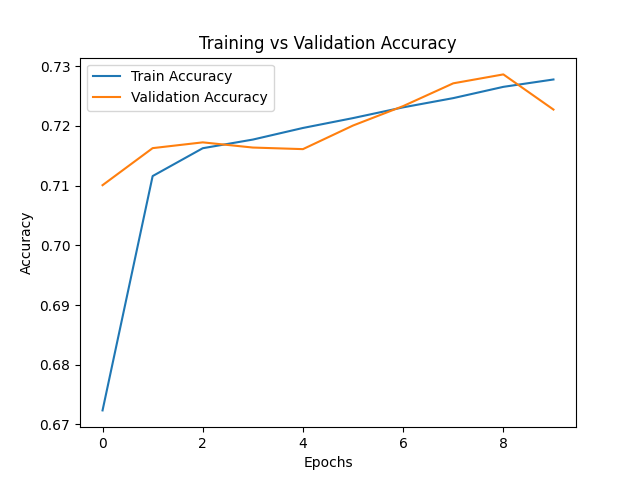 Training vs Validation Accuracy
Train Accuracy
Validation Accuracy
0.73
0.72
0.71
0.70
0.69
0.68
0.67
Accuracy
0
2
4
6
8
Epochs